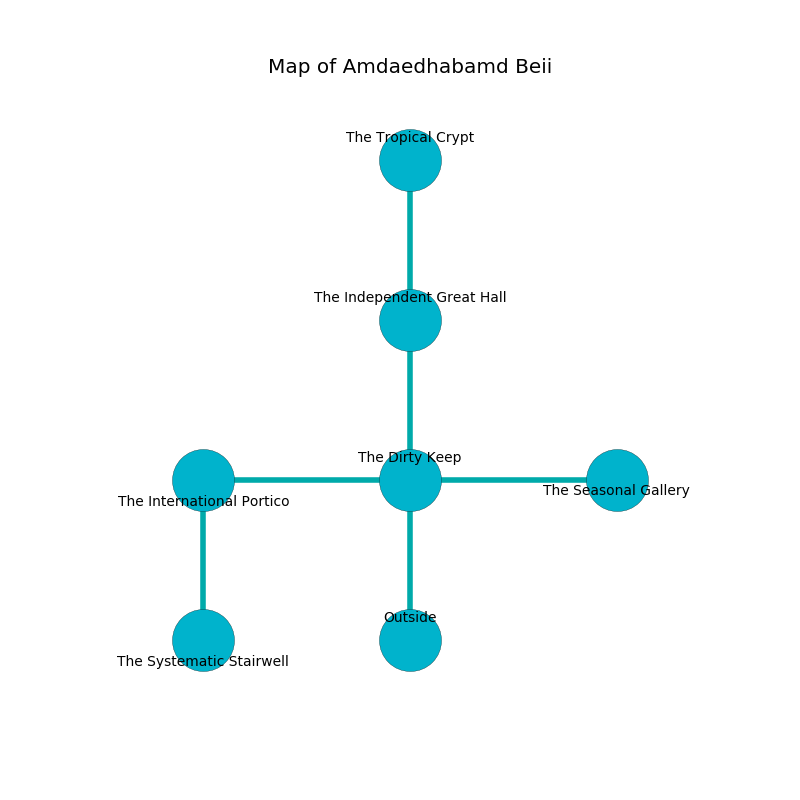 Map of Amdaedhabamd Beii
The Tropical Crypt
The Independent Great Hall
The Dirty Keep
The International Portico
The Seasonal Gallery
Outside
The Systematic Stairwell